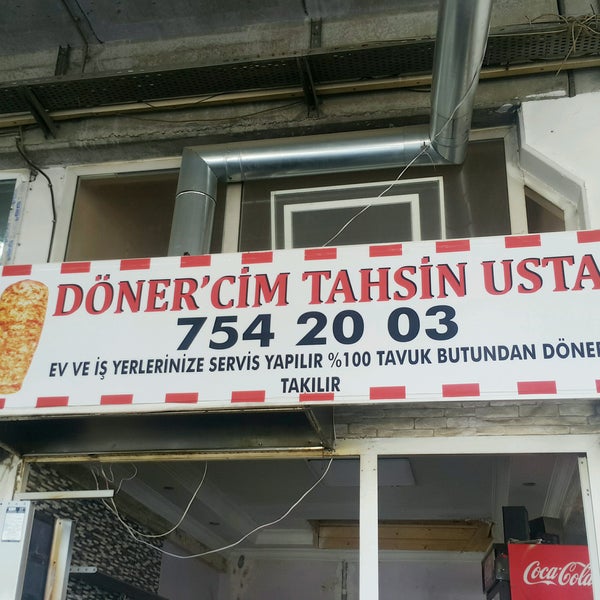 DÖNER'CİM TAHSİN USTA
754 20 03
EV VE İŞ YERLERİNİZE SERVİS YAPILIR %100 TAVUK BUTUNDAN DÖNER
TAKILIR
Coca-Cola